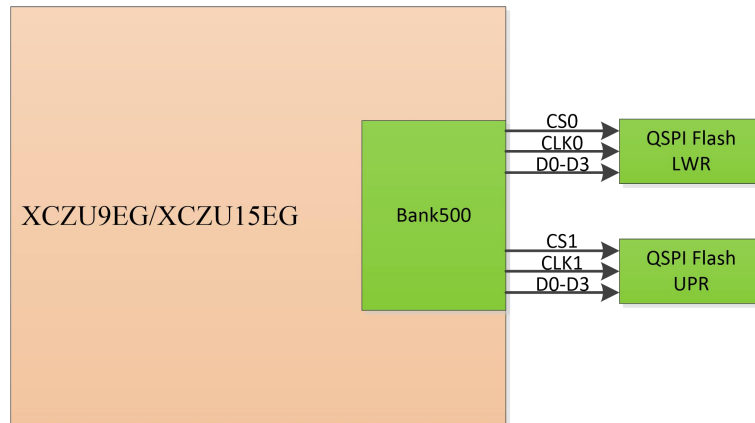 XCZU9EG/XCZU15EG
Bank500
CS0
CLK0
D0-D3
QSPI Flash
LWR
CS1
CLK1
D0-D3
QSPI Flash
UPR